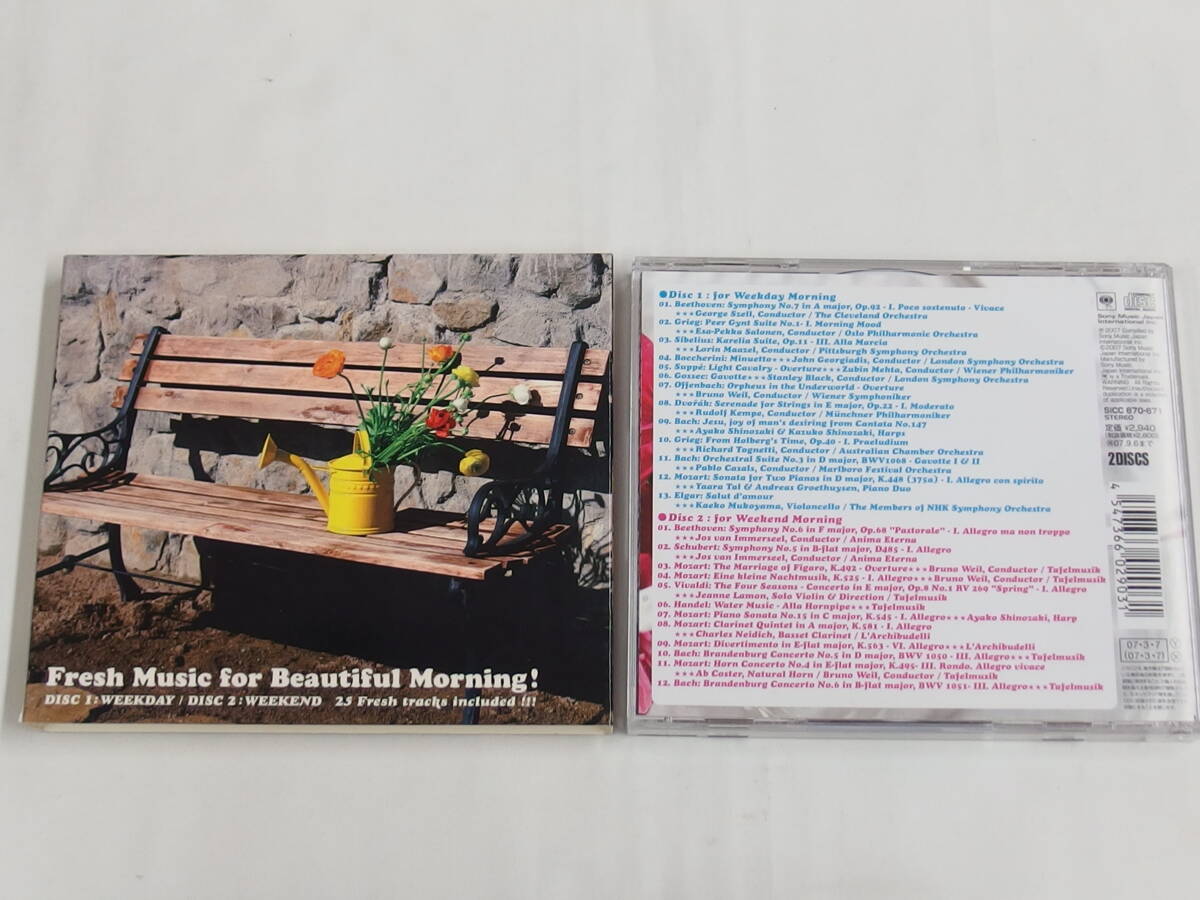 Fresh Music for Beautiful Morning!
DISC 1: WEEKDAY / DISC 2: WEEKEND 25 Fresh tracks included !!!
●Disc 1 : for Weekday Morning
01. Beethoven: Symphony No.7 in A major, Op.92 - I. Poco sostenuto - Vivace
★★★George Szell, Conductor / The Cleveland Orchestra
02. Grieg: Peer Gynt Suite No.1- I. Morning Mood
★★★Esa-Pekka Salonen, Conductor / Oslo Philharmonic Orchestra
03. Sibelius: Karelia Suite, Op.11 - III. Alla Marcia
★★★Lorin Maazel, Conductor / Pittsburgh Symphony Orchestra
04. Boccherini: Minuetto★★★John Georgiadis, Conductor / London Symphony Orchestra
05. Suppé: Light Cavalry - Overture★★★Zubin Mehta, Conductor / Wiener Philharmoniker
06. Gossec: Gavotte★★★Stanley Black, Conductor / London Symphony Orchestra
07. Offenbach: Orpheus in the Underworld - Overture
★★★Bruno Weil, Conductor / Wiener Symphoniker
08. Dvořák: Serenade for Strings in E major, Op.22 - I. Moderato
★★★Rudolf Kempe, Conductor / Münchner Philharmoniker
09. Bach: Jesu, joy of man's desiring from Cantata No.147
★★★Ayako Shinozaki & Kazuko Shinozaki, Harps
10. Grieg: From Holberg's Time, Op.40 - I. Praeludium
★★★Richard Tognetti, Conductor / Australian Chamber Orchestra
11. Bach: Orchestral Suite No.3 in D major, BWV1068 - Gavotte I & II
★★★Pablo Casals, Conductor / Marlboro Festival Orchestra
12. Mozart: Sonata for Two Pianos in D major, K.448 (375a) - I. Allegro con spirito
★★★Yaara Tal & Andreas Groethuysen, Piano Duo
13. Elgar: Salut d'amour
★★★Kaeko Mukoyama, Violoncello / The Members of NHK Symphony Orchestra
●Disc 2 : for Weekend Morning
01. Beethoven: Symphony No.6 in F major, Op.68 "Pastorale" - I. Allegro ma non troppo
★★★Jos van Immerseel, Conductor / Anima Eterna
02. Schubert: Symphony No.5 in B-flat major, D485 - I. Allegro
★★★Jos van Immerseel, Conductor / Anima Eterna
03. Mozart: The Marriage of Figaro, K.492 - Overture★★★Bruno Weil, Conductor / Tafelmusik
04. Mozart: Eine kleine Nachtmusik, K.525 - I. Allegro★★★Bruno Weil, Conductor / Tafelmusik
05. Vivaldi: The Four Seasons - Concerto in E major, Op.8 No.1 RV 269 "Spring" - I. Allegro
★★★Jeanne Lamon, Solo Violin & Direction / Tafelmusik
06. Handel: Water Music - Alla Hornpipe★★★Tafelmusik
07. Mozart: Piano Sonata No.15 in C major, K.545 - I. Allegro★★★Ayako Shinozaki, Harp
08. Mozart: Clarinet Quintet in A major, K.581 - I. Allegro
★★★Charles Neidich, Basset Clarinet / L'Archibudelli
09. Mozart: Divertimento in E-flat major, K.563 - VI. Allegro★★★L'Archibudelli
10. Bach: Brandenburg Concerto No.5 in D major, BWV 1050 - III. Allegro★★★Tafelmusik
11. Mozart: Horn Concerto No.4 in E-flat major, K.495- III. Rondo. Allegro vivace
★★★Ab Coster, Natural Horn / Bruno Weil, Conductor / Tafelmusik
12. Bach: Brandenburg Concerto No.6 in B-flat major, BWV 1051- III. Allegro★★★Tafelmusik
Sony Music Japan
International Inc.
SICC 670-671
STEREO
定価 ¥2,940
2DISCS
4 547366 029031
07・3・7 Y